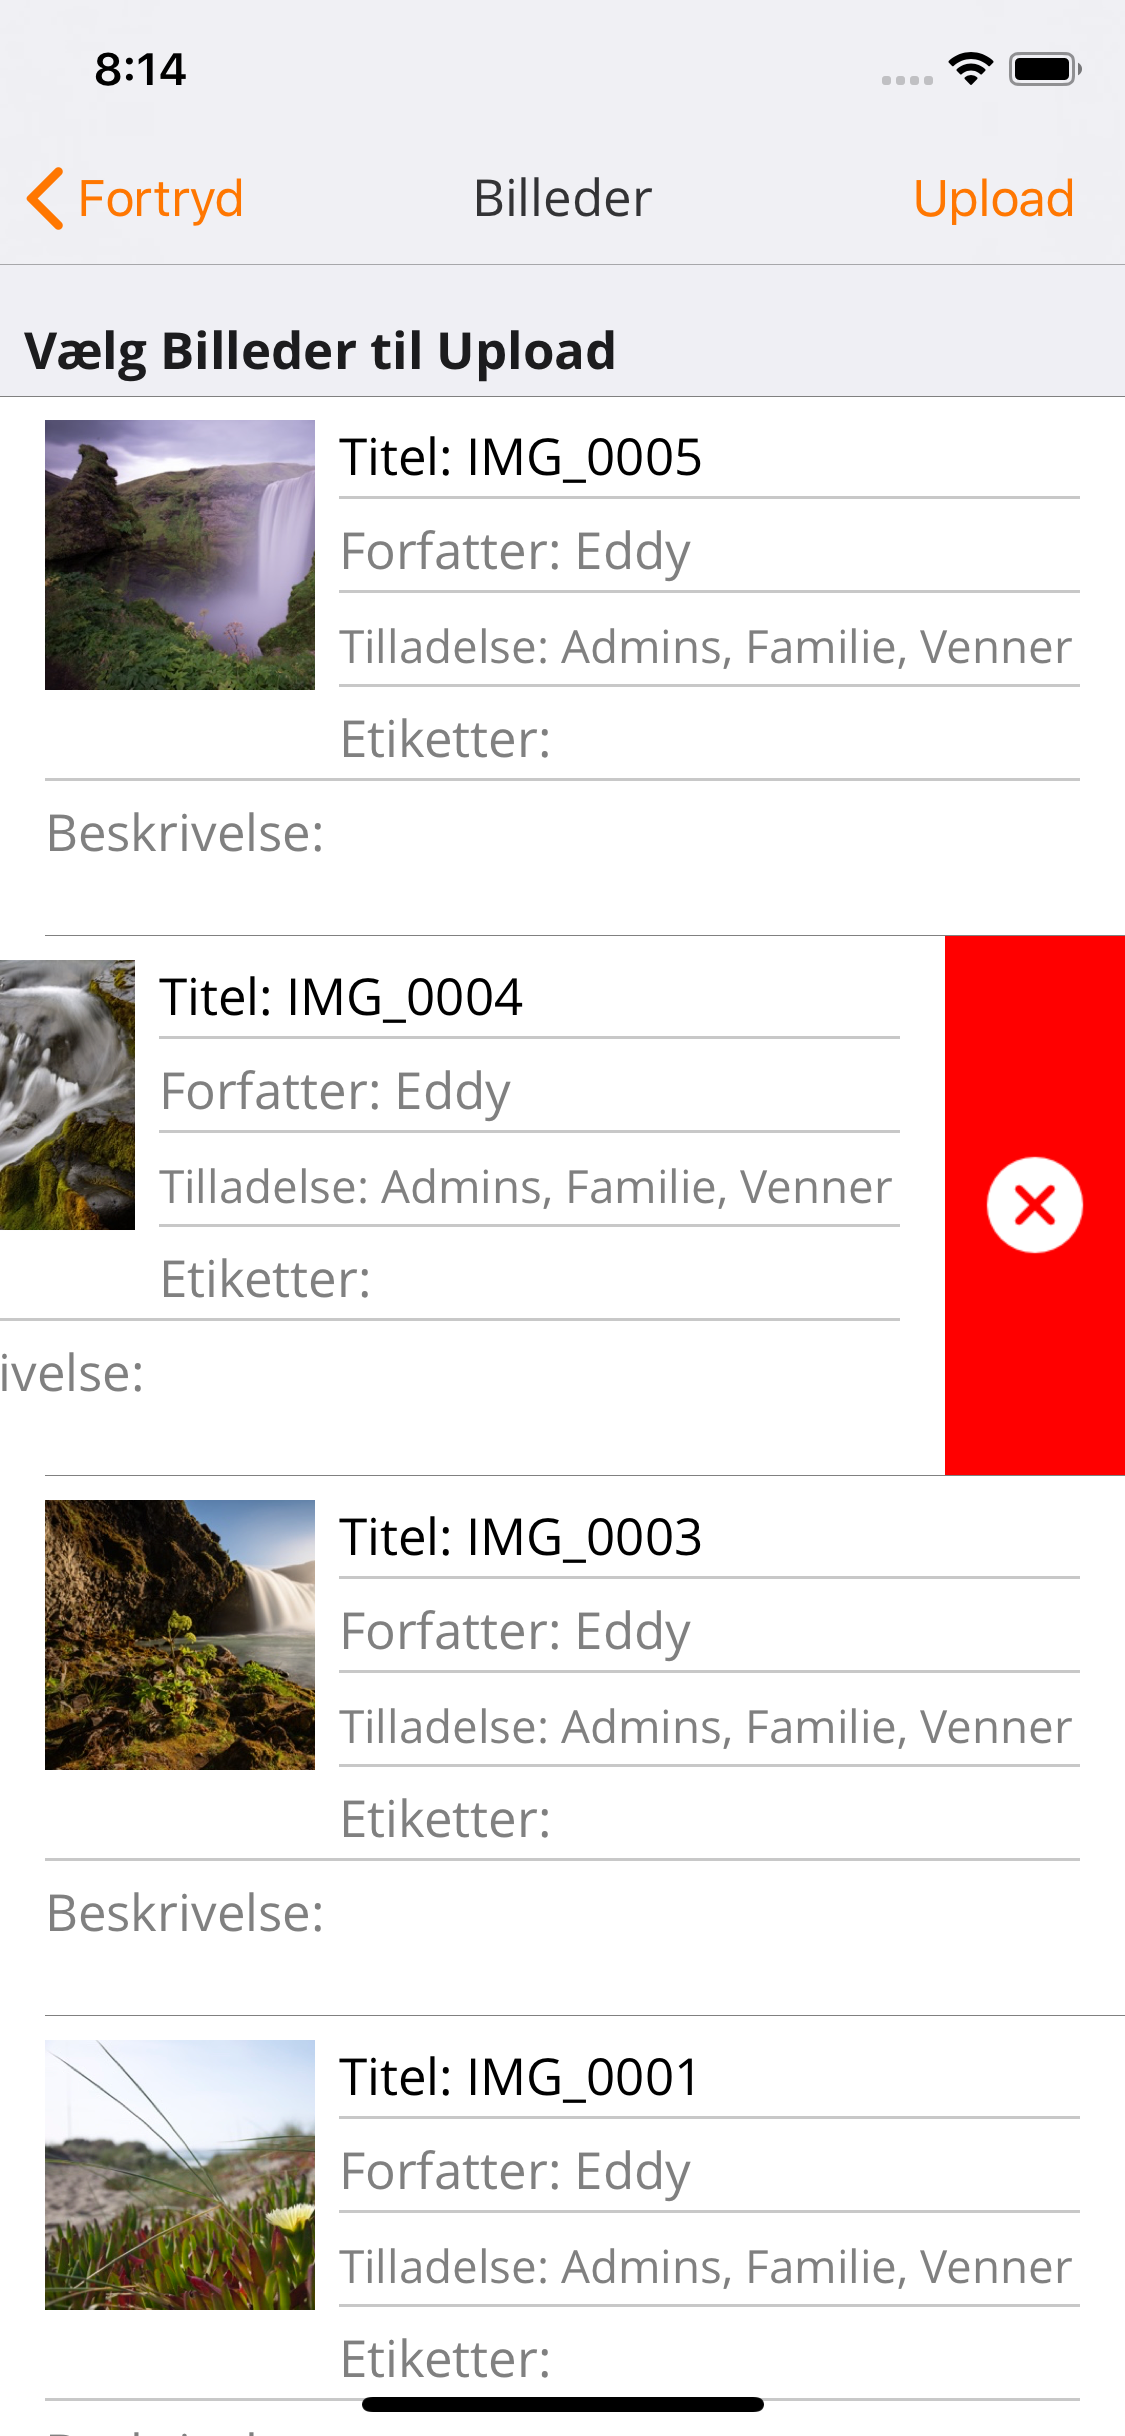 8:14
Fortryd Billeder Upload
Vælg Billeder til Upload
Titel: IMG_0005
Forfatter: Eddy
Tilladelse: Admins, Familie, Venner
Etiketter:
Beskrivelse:
Titel: IMG_0004
Forfatter: Eddy
Tilladelse: Admins, Familie, Venner
Etiketter:
ivelse:
Titel: IMG_0003
Forfatter: Eddy
Tilladelse: Admins, Familie, Venner
Etiketter:
Beskrivelse:
Titel: IMG_0001
Forfatter: Eddy
Tilladelse: Admins, Familie, Venner
Etiketter: